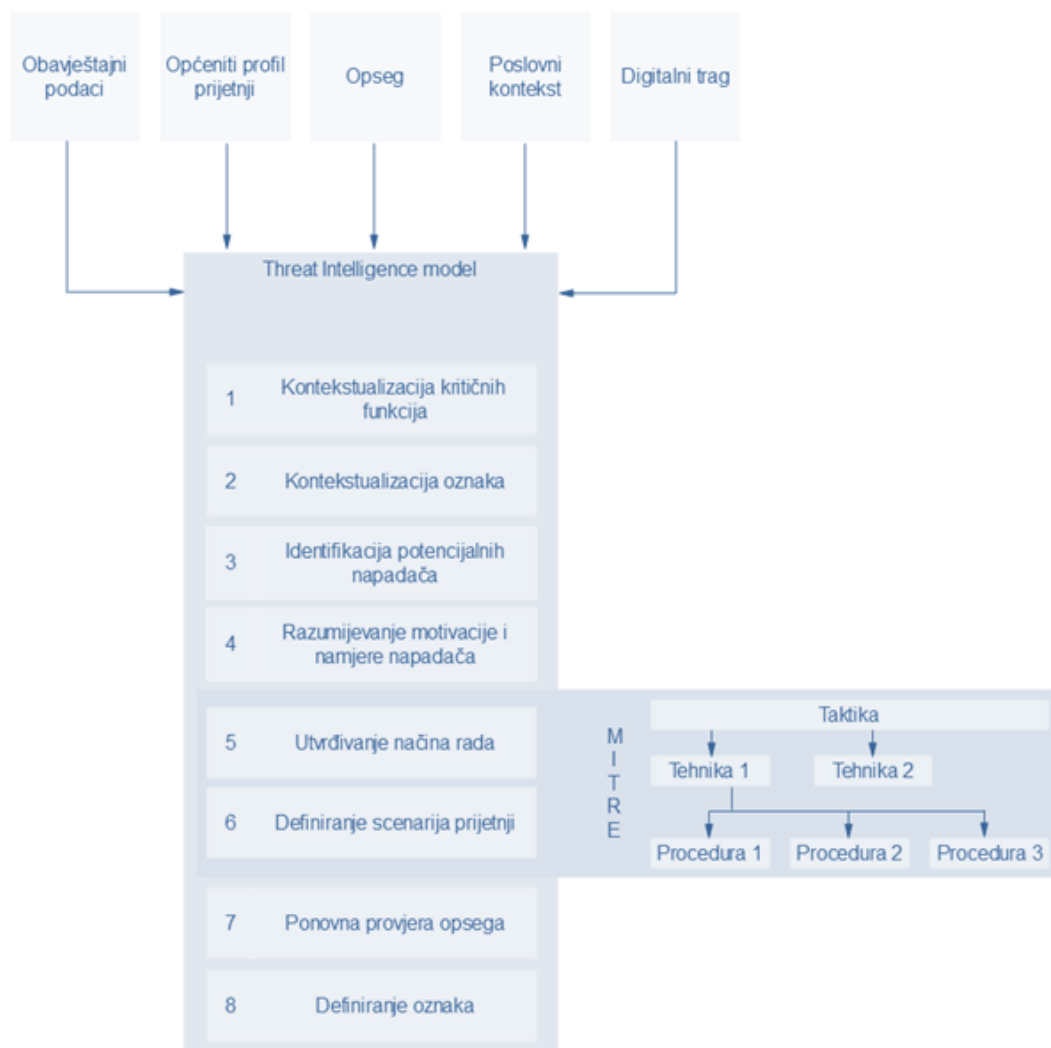 Obavještajni
podaci
Općeniti profil
prijetnji
Opseg
Poslovni
kontekst
Digitalni trag
Threat Intelligence model
1
Kontekstualizacija kritičnih
funkcija
2
Kontekstualizacija oznaka
3
Identifikacija potencijalnih
napadača
4
Razumijevanje motivacije i
namjere napadača
5
Utvrđivanje načina rada
6
Definiranje scenarija prijetnji
M
I
T
R
E
Taktika
Tehnika 1
Tehnika 2
Procedura 1
Procedura 2
Procedura 3
7
Ponovna provjera opsega
8
Definiranje oznaka